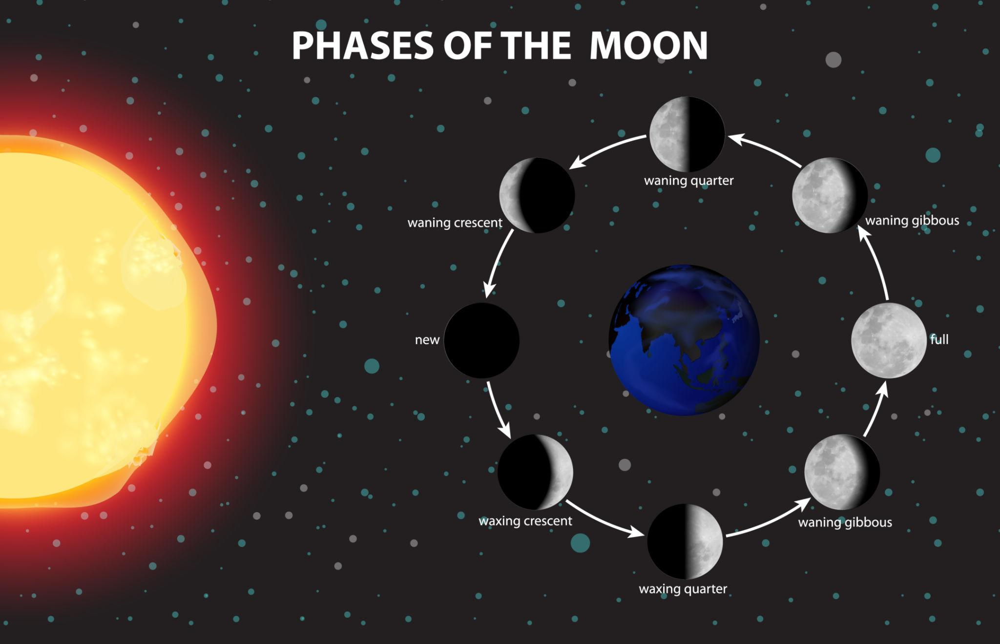 PHASES OF THE MOON
waning quarter
waning crescent
waning gibbous
new
full
waxing crescent
waning gibbous
waxing quarter